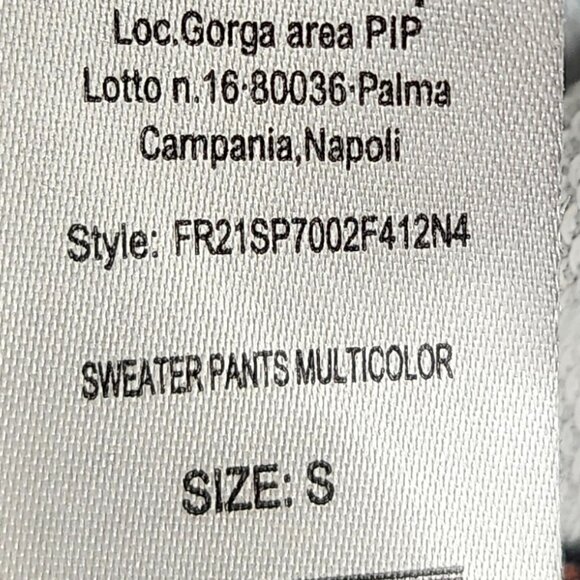 Loc.Gorga area PIP
Lotto n.16·80036·Palma
Campania,Napoli
Style: FR21SP7002F412N4
SWEATER PANTS MULTICOLOR
SIZE: S